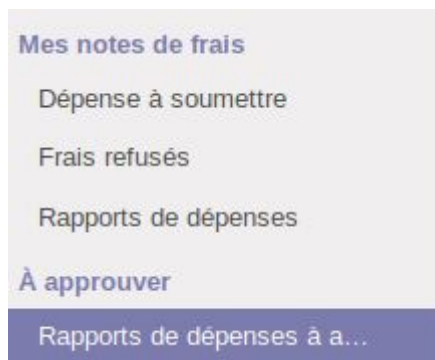 Mes notes de frais
Dépense à soumettre
Frais refusés
Rapports de dépenses
À approuver
Rapports de dépenses à a...